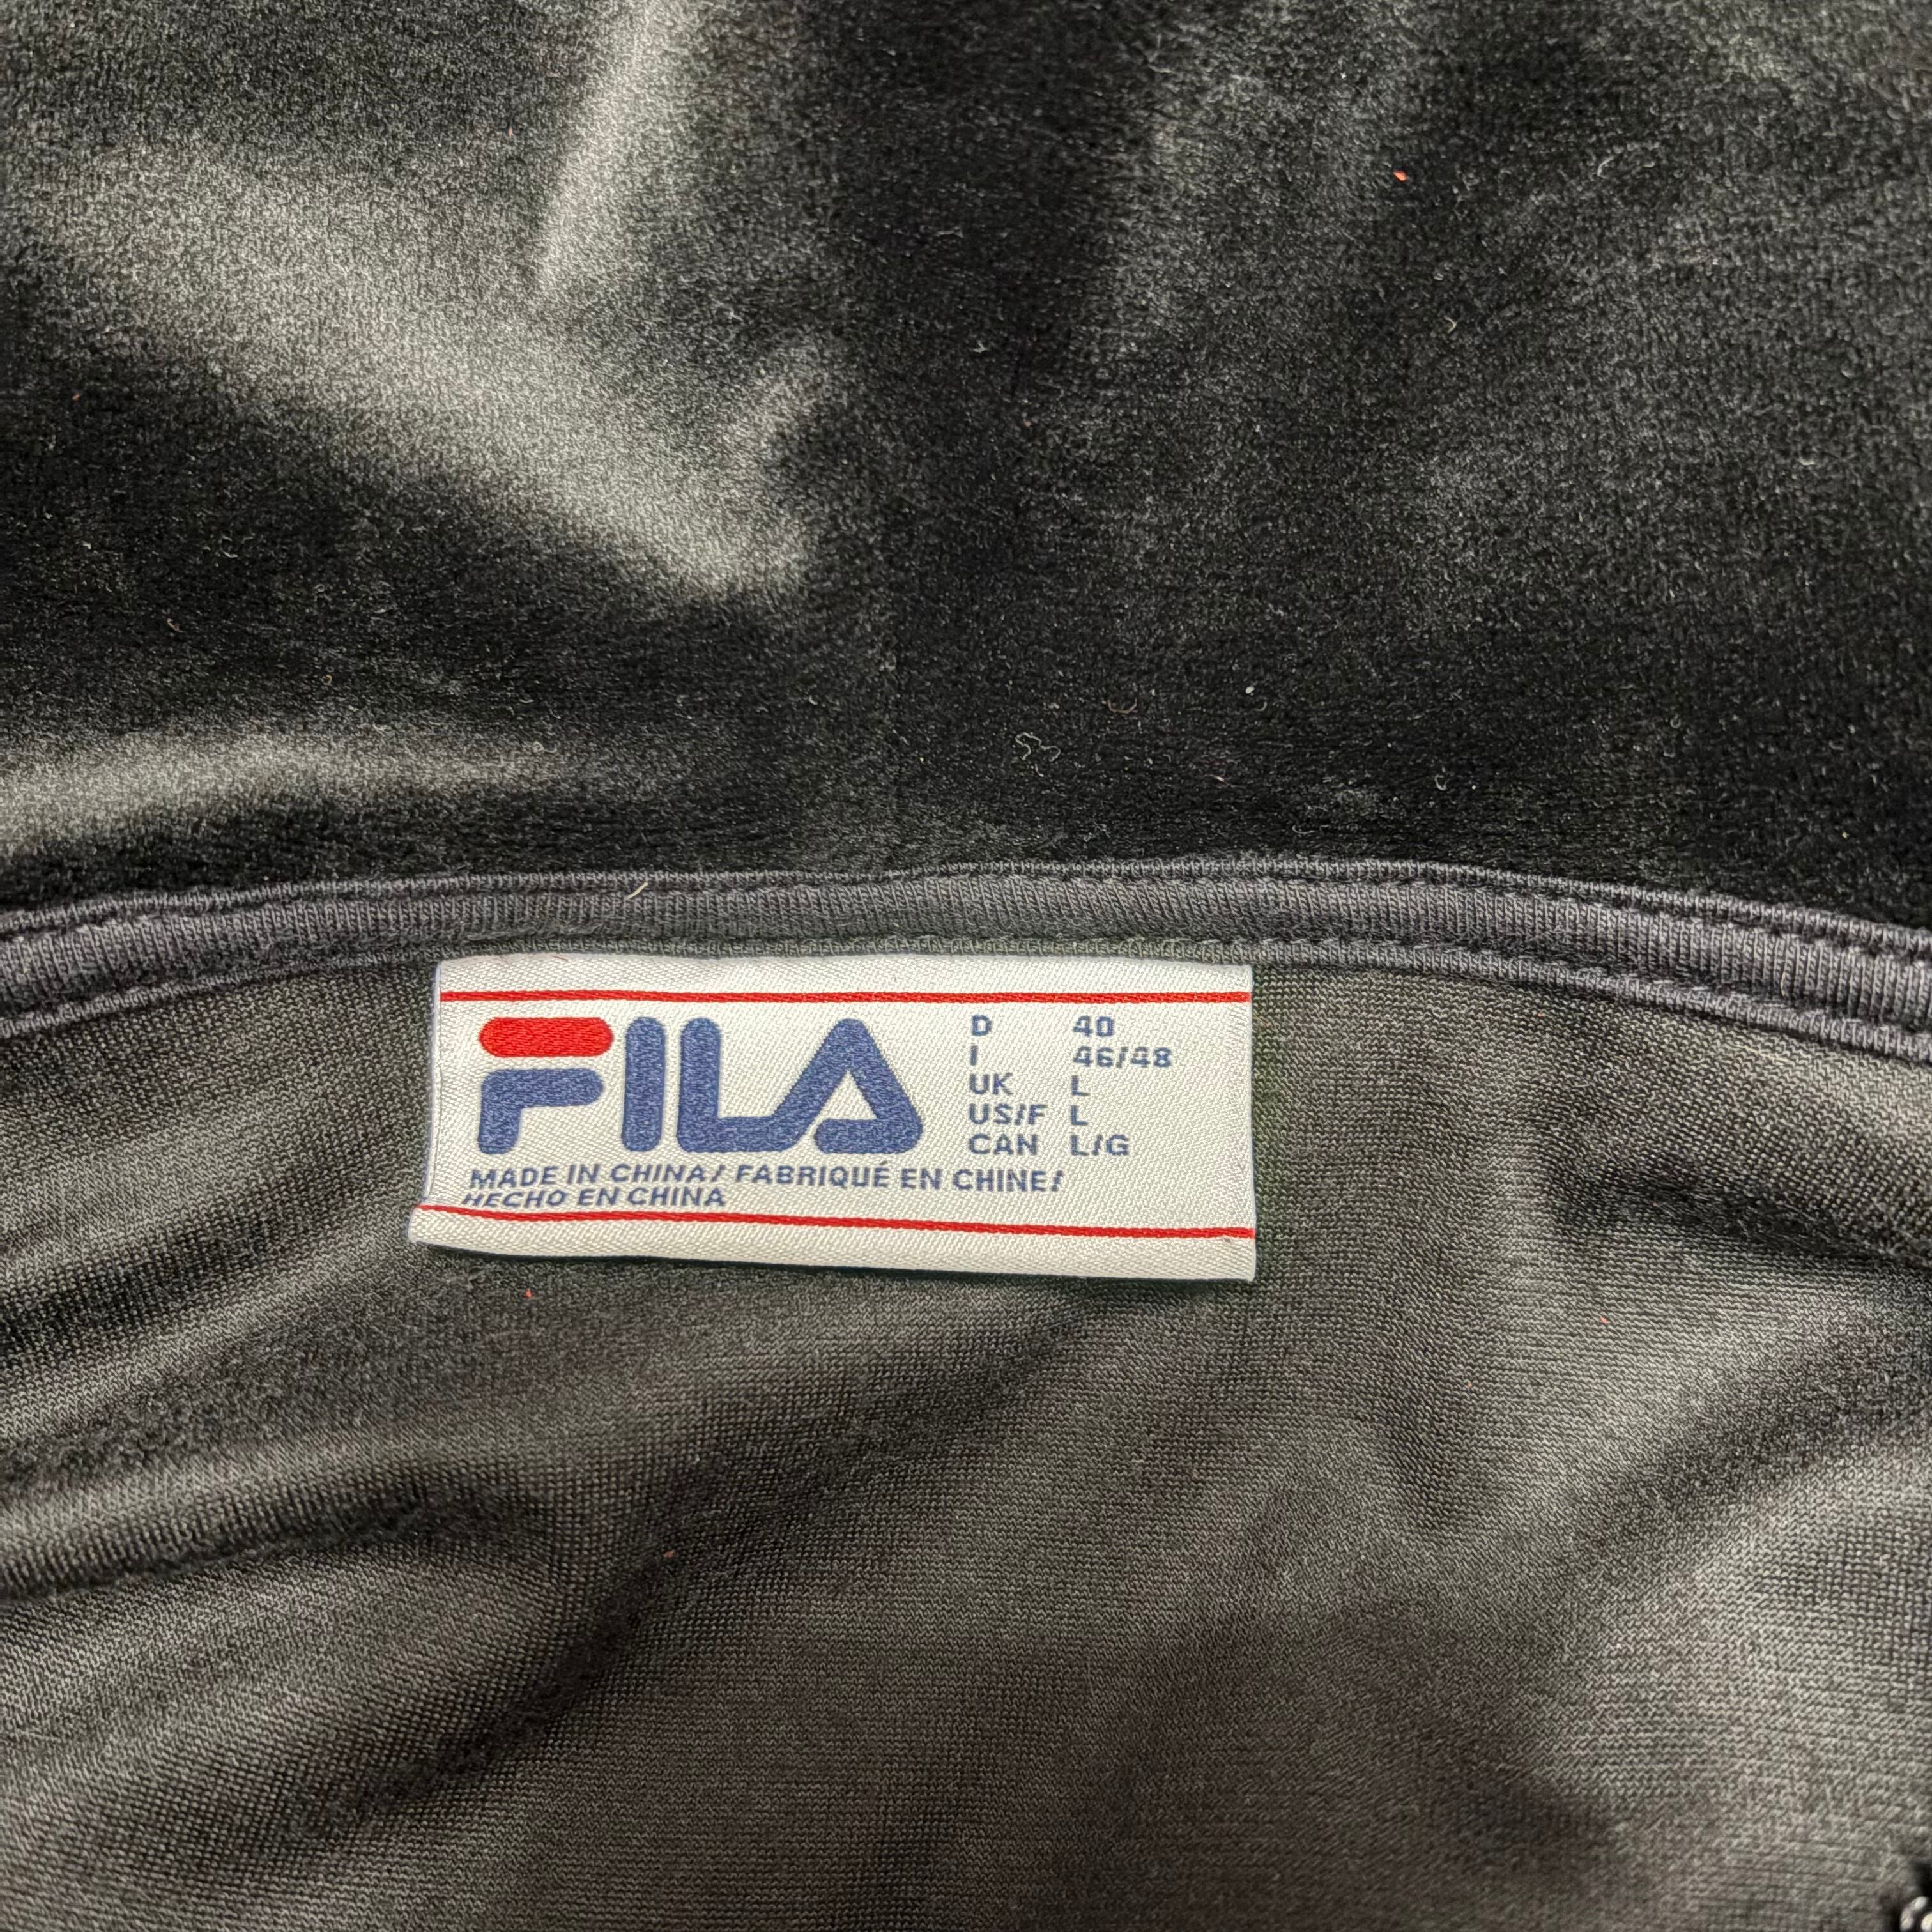 FILA
D 40
I 46/48
UK L
US/F L
CAN L/G
MADE IN CHINA/ FABRIQUÉ EN CHINE/
HECHO EN CHINA